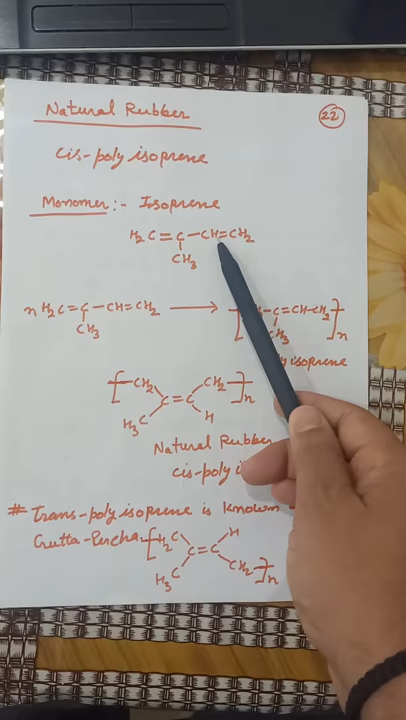 Natural Rubber
22
cis-poly isoprene
Monomer:- Isoprene
H₂C=C-CH=CH₂
CH₃
nH₂C=C-CH=CH₂ → [ -C=CH-CH₂]n
CH₃ CH₃
isoprene
[CH₂ C=C CH₂]n
H₃C H
Natural Rubber
cis-poly i
# Trans-poly isoprene is known
Gutta-Percha [H₂C C=C H
H₃C CH₂]n